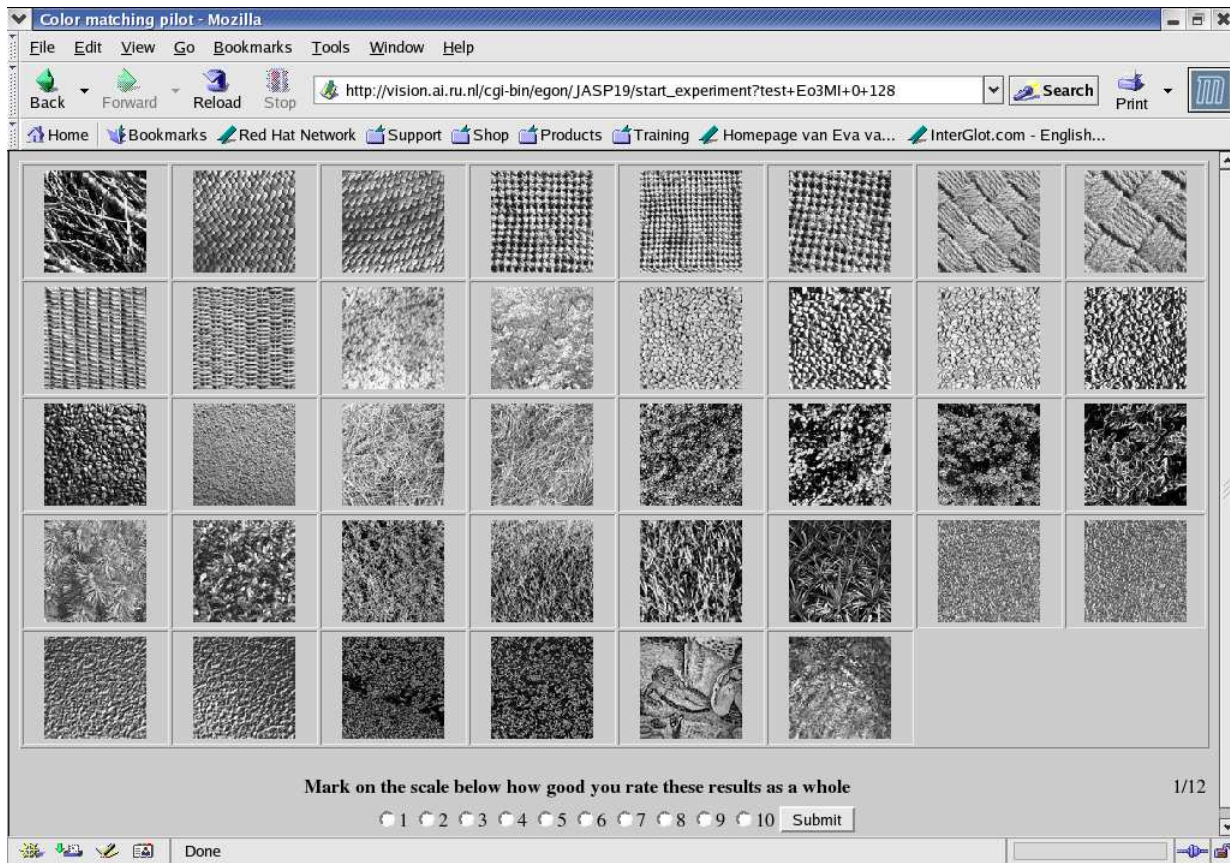 Color matching pilot - Mozilla
File Edit View Go Bookmarks Tools Window Help
http://vision.ai.ru.nl/cgi-bin/egon/JASP19/start_experiment?test+Eo3MI+0+128 Search
Back Forward Reload Stop Print
Home Bookmarks Red Hat Network Support Shop Products Training Homepage van Eva va... InterGlot.com - English...
Mark on the scale below how good you rate these results as a whole 1/12
1 2 3 4 5 6 7 8 9 10 Submit
Done